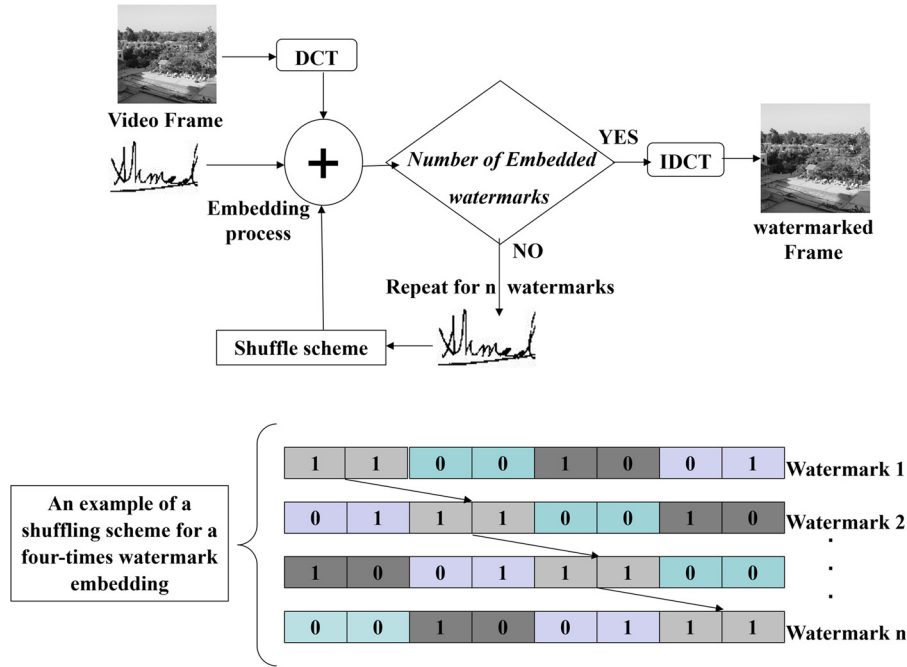 DCT
Video Frame
Ahmed
+
Embedding
process
Number of Embedded
watermarks
YES
IDCT
watermarked
Frame
NO
Repeat for n watermarks
Ahmed
Shuffle scheme
An example of a
shuffling scheme for a
four-times watermark
embedding
1 1 0 0 1 0 0 1 Watermark 1
0 1 1 1 0 0 1 0 Watermark 2
1 0 0 1 1 1 0 0
0 0 1 0 0 1 1 1 Watermark n